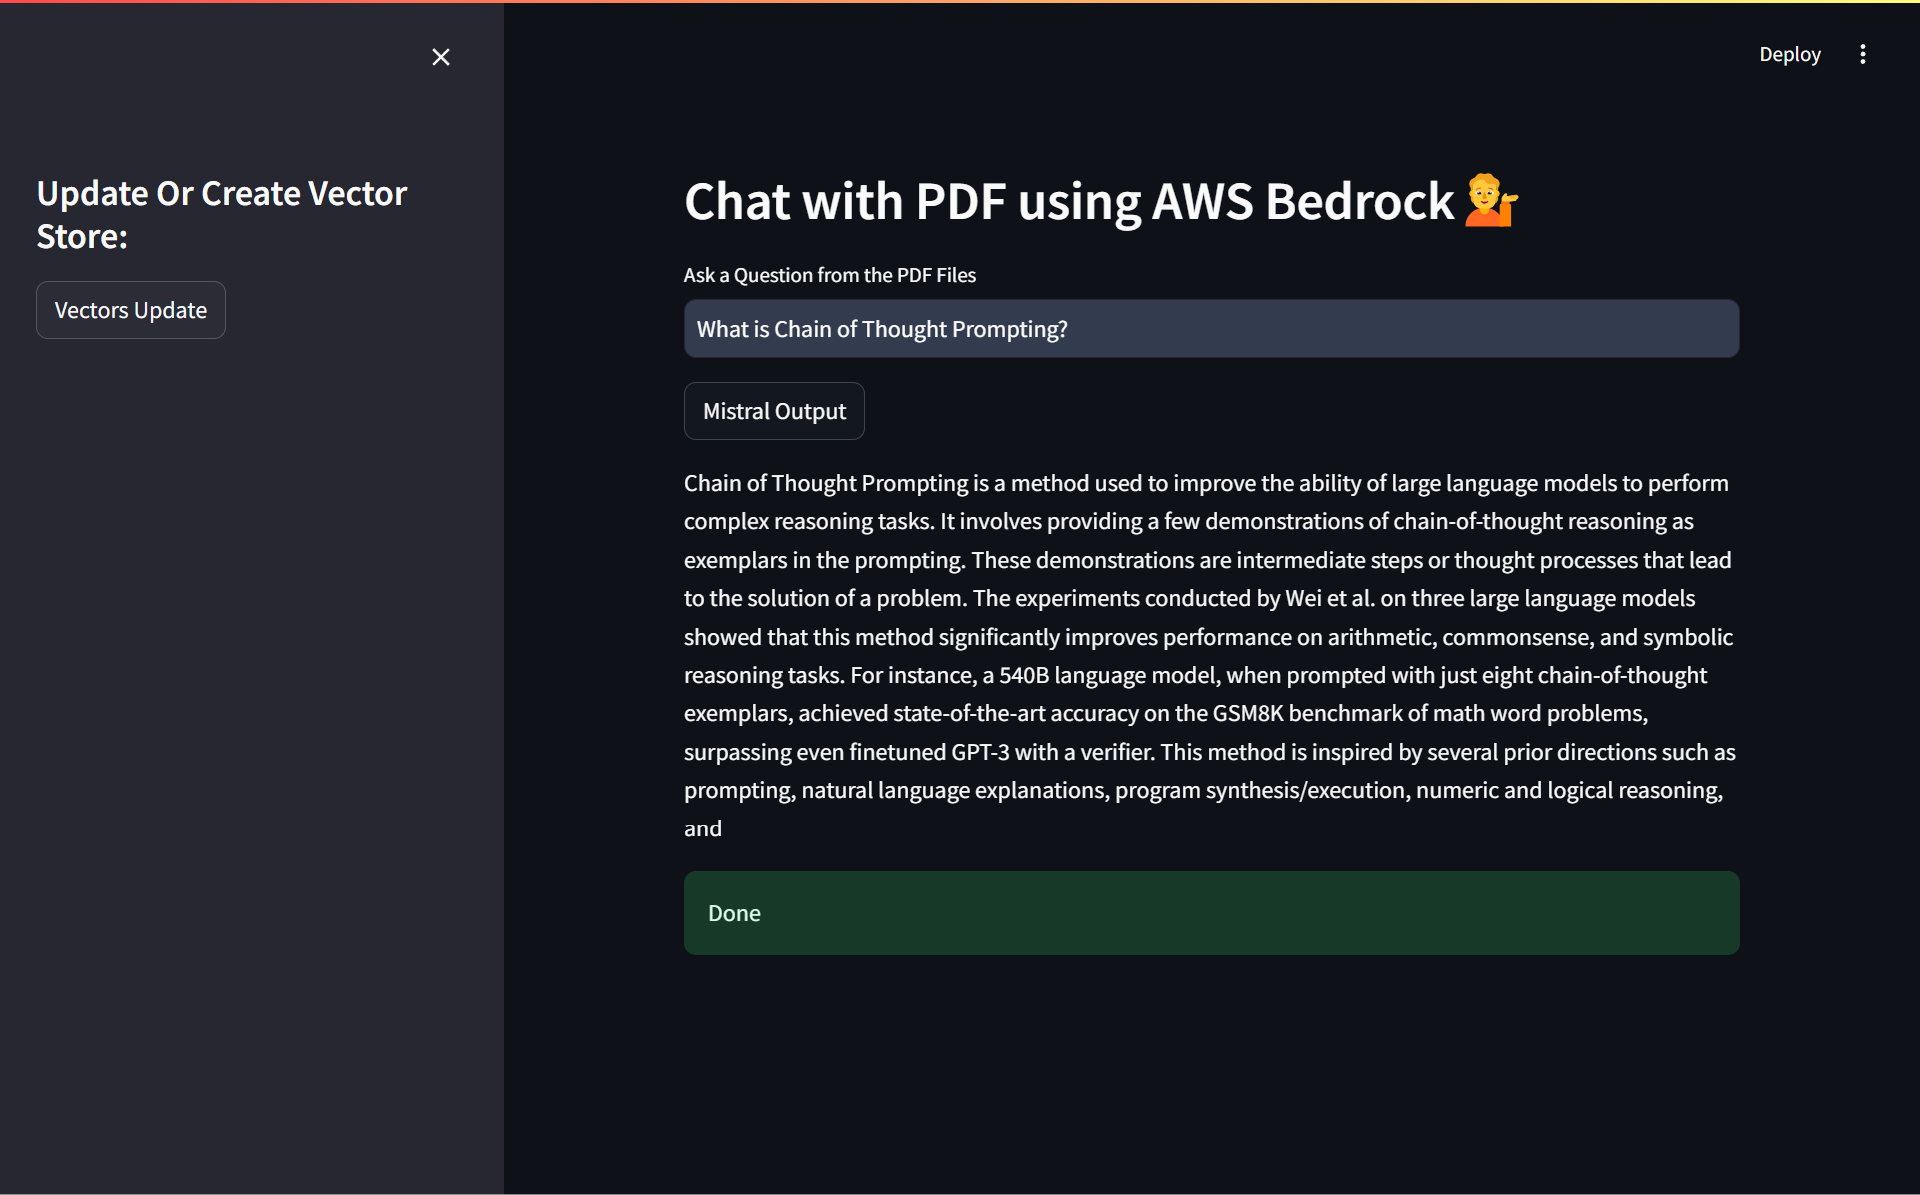 Deploy
Update Or Create Vector
Store:
Vectors Update
Chat with PDF using AWS Bedrock💁
Ask a Question from the PDF Files
What is Chain of Thought Prompting?
Mistral Output
Chain of Thought Prompting is a method used to improve the ability of large language models to perform
complex reasoning tasks. It involves providing a few demonstrations of chain-of-thought reasoning as
exemplars in the prompting. These demonstrations are intermediate steps or thought processes that lead
to the solution of a problem. The experiments conducted by Wei et al. on three large language models
showed that this method significantly improves performance on arithmetic, commonsense, and symbolic
reasoning tasks. For instance, a 540B language model, when prompted with just eight chain-of-thought
exemplars, achieved state-of-the-art accuracy on the GSM8K benchmark of math word problems,
surpassing even finetuned GPT-3 with a verifier. This method is inspired by several prior directions such as
prompting, natural language explanations, program synthesis/execution, numeric and logical reasoning,
and
Done